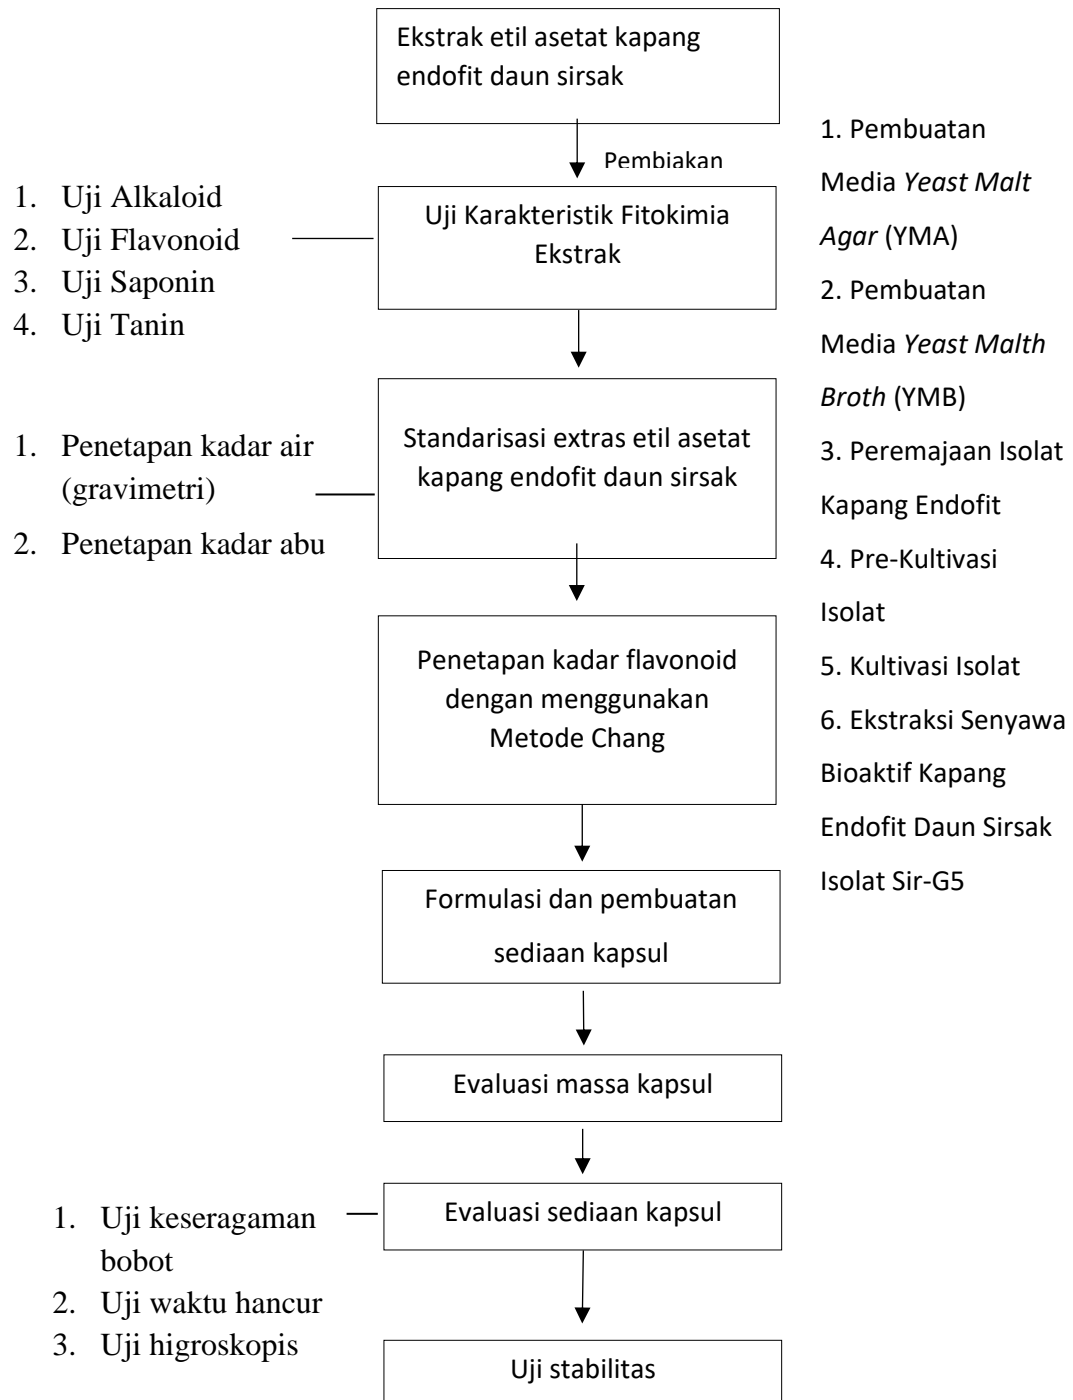 Ekstrak etil asetat kapang
endofit daun sirsak
Pembiakan
1. Pembuatan
Media Yeast Malt
Agar (YMA)
2. Pembuatan
Media Yeast Malth
Broth (YMB)
3. Peremajaan Isolat
Kapang Endofit
4. Pre-Kultivasi
Isolat
5. Kultivasi Isolat
6. Ekstraksi Senyawa
Bioaktif Kapang
Endofit Daun Sirsak
Isolat Sir-G5
1. Uji Alkaloid
2. Uji Flavonoid
3. Uji Saponin
4. Uji Tanin
Uji Karakteristik Fitokimia
Ekstrak
1. Penetapan kadar air
(gravimetri)
2. Penetapan kadar abu
Standarisasi extras etil asetat
kapang endofit daun sirsak
Penetapan kadar flavonoid
dengan menggunakan
Metode Chang
Formulasi dan pembuatan
sediaan kapsul
Evaluasi massa kapsul
Evaluasi sediaan kapsul
1. Uji keseragaman
bobot
2. Uji waktu hancur
3. Uji higroskopis
Uji stabilitas